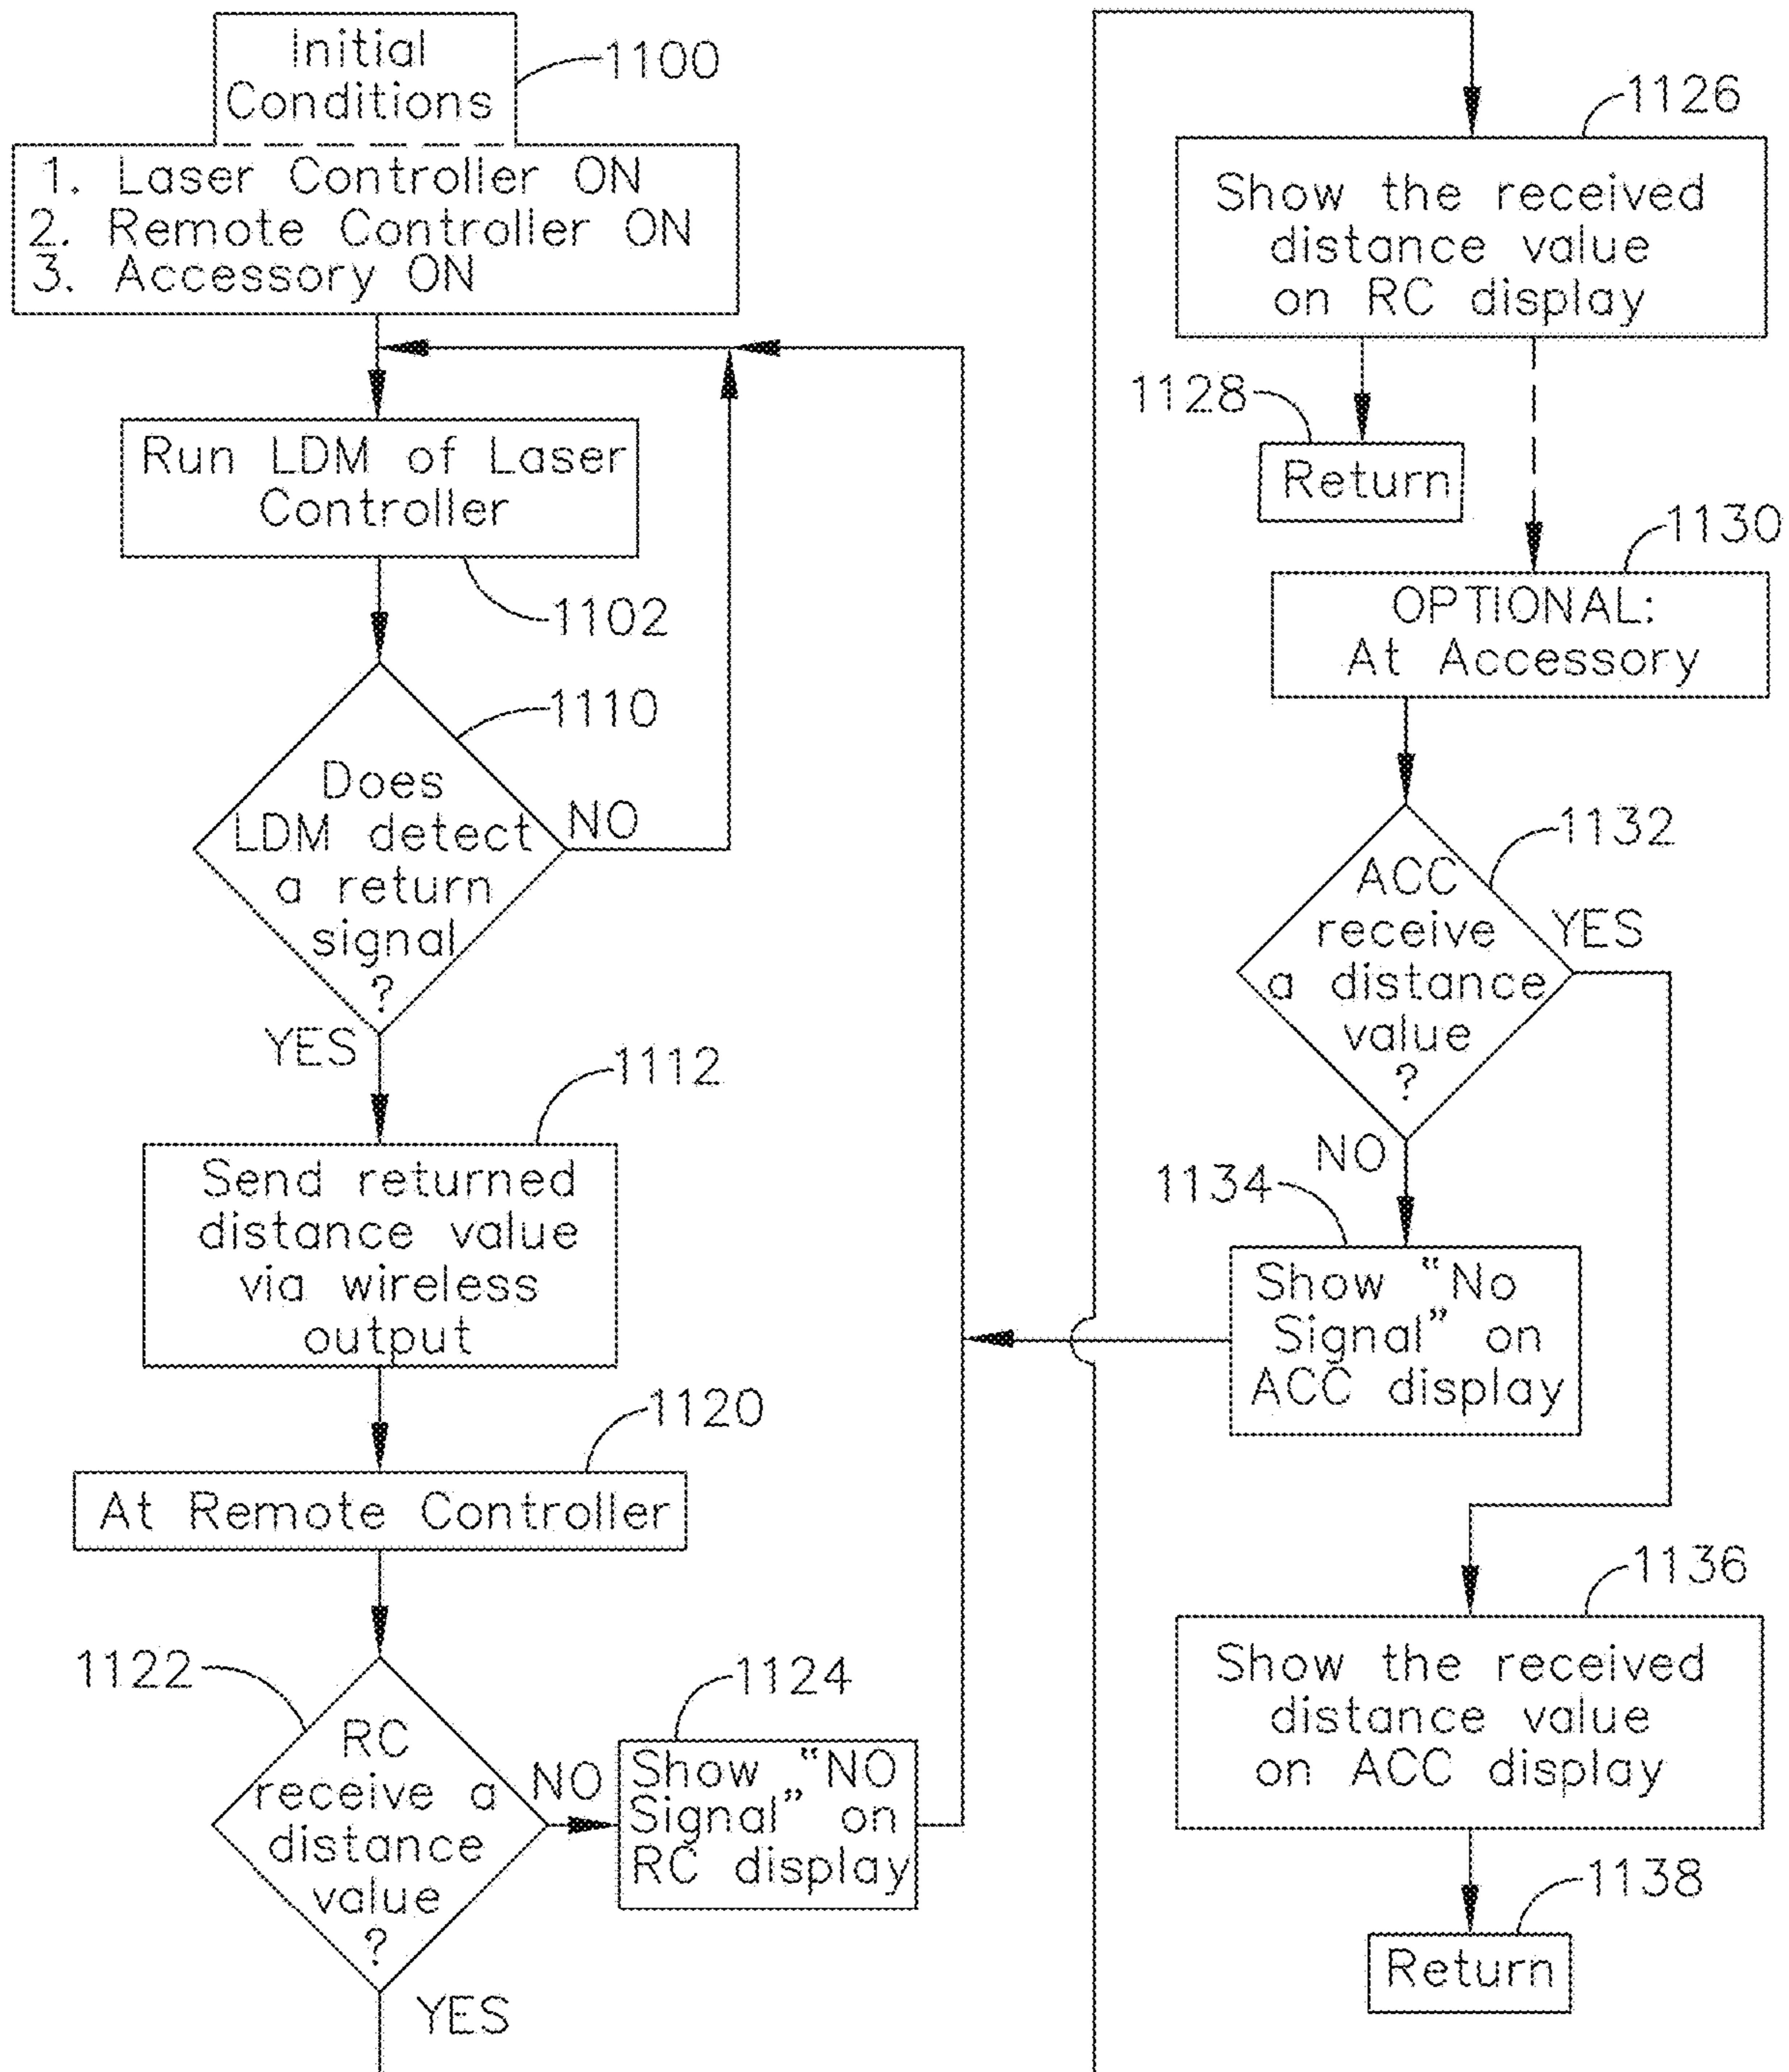 Initial
Conditions
1100
1. Laser Controller ON
2. Remote Controller ON
3. Accessory ON
Run LDM of Laser
Controller
1102
1110
Does
LDM detect
a return
signal
?
NO
YES
1112
Send returned
distance value
via wireless
output
1120
At Remote Controller
1122
RC
receive a
distance
value
?
NO
1124
Show "NO
Signal" on
RC display
YES
1126
Show the received
distance value
on RC display
1128
Return
1130
OPTIONAL:
At Accessory
1132
ACC
receive
a distance
value
?
YES
NO
1134
Show "No
Signal" on
ACC display
1136
Show the received
distance value
on ACC display
1138
Return